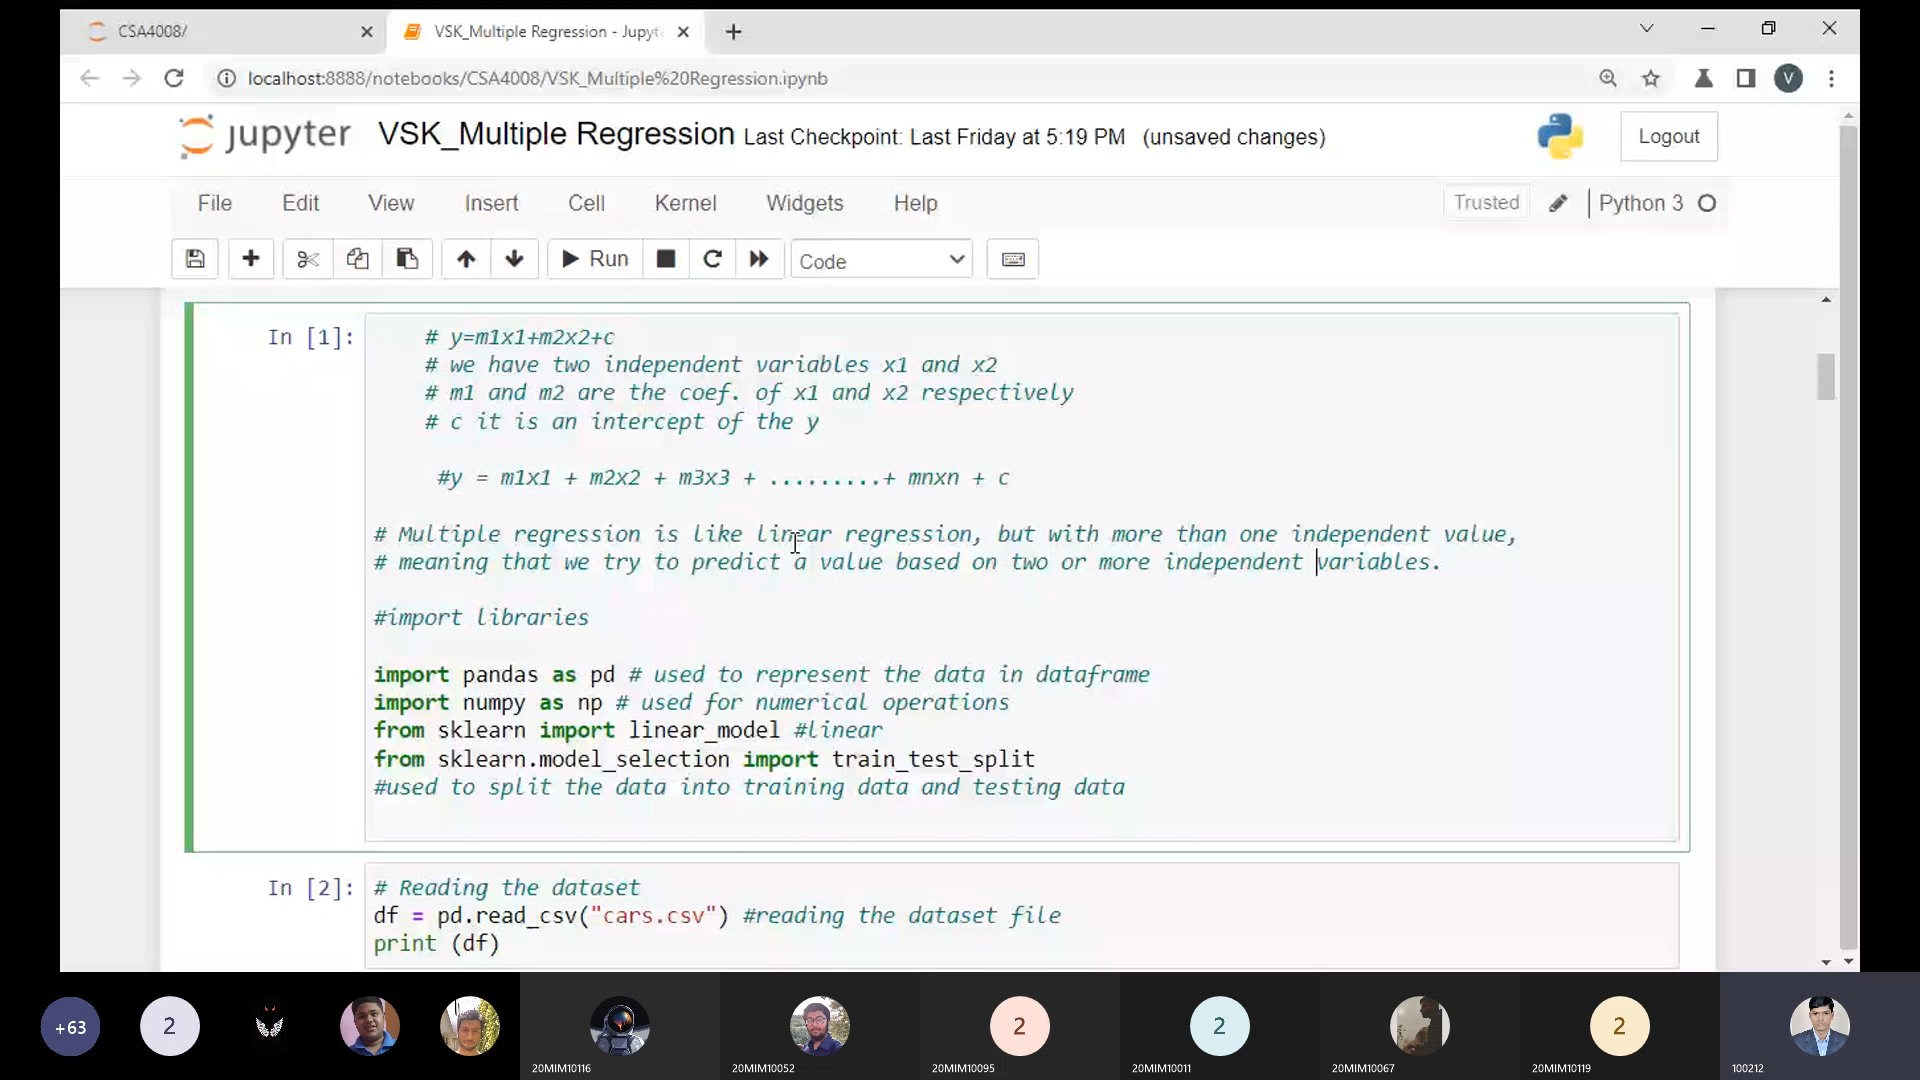 CSA4008/
VSK_Multiple Regression - Jupyt
localhost:8888/notebooks/CSA4008/VSK_Multiple%20Regression.ipynb
V
jupyter VSK_Multiple Regression Last Checkpoint: Last Friday at 5:19 PM (unsaved changes)
Logout
File Edit View Insert Cell Kernel Widgets Help
Trusted Python 3
Run Code
In [1]: # y=m1x1+m2x2+c
# we have two independent variables x1 and x2
# m1 and m2 are the coef. of x1 and x2 respectively
# c it is an intercept of the y
#y = m1x1 + m2x2 + m3x3 + .........+ mnxn + c
# Multiple regression is like linear regression, but with more than one independent value,
# meaning that we try to predict a value based on two or more independent variables.
#import libraries
import pandas as pd # used to represent the data in dataframe
import numpy as np # used for numerical operations
from sklearn import linear_model #linear
from sklearn.model_selection import train_test_split
#used to split the data into training data and testing data
In [2]: # Reading the dataset
df = pd.read_csv("cars.csv") #reading the dataset file
print (df)
+63 2 2 2 2
20MIM10116 20MIM10052 20MIM10095 20MIM10011 20MIM10067 20MIM10119 100212